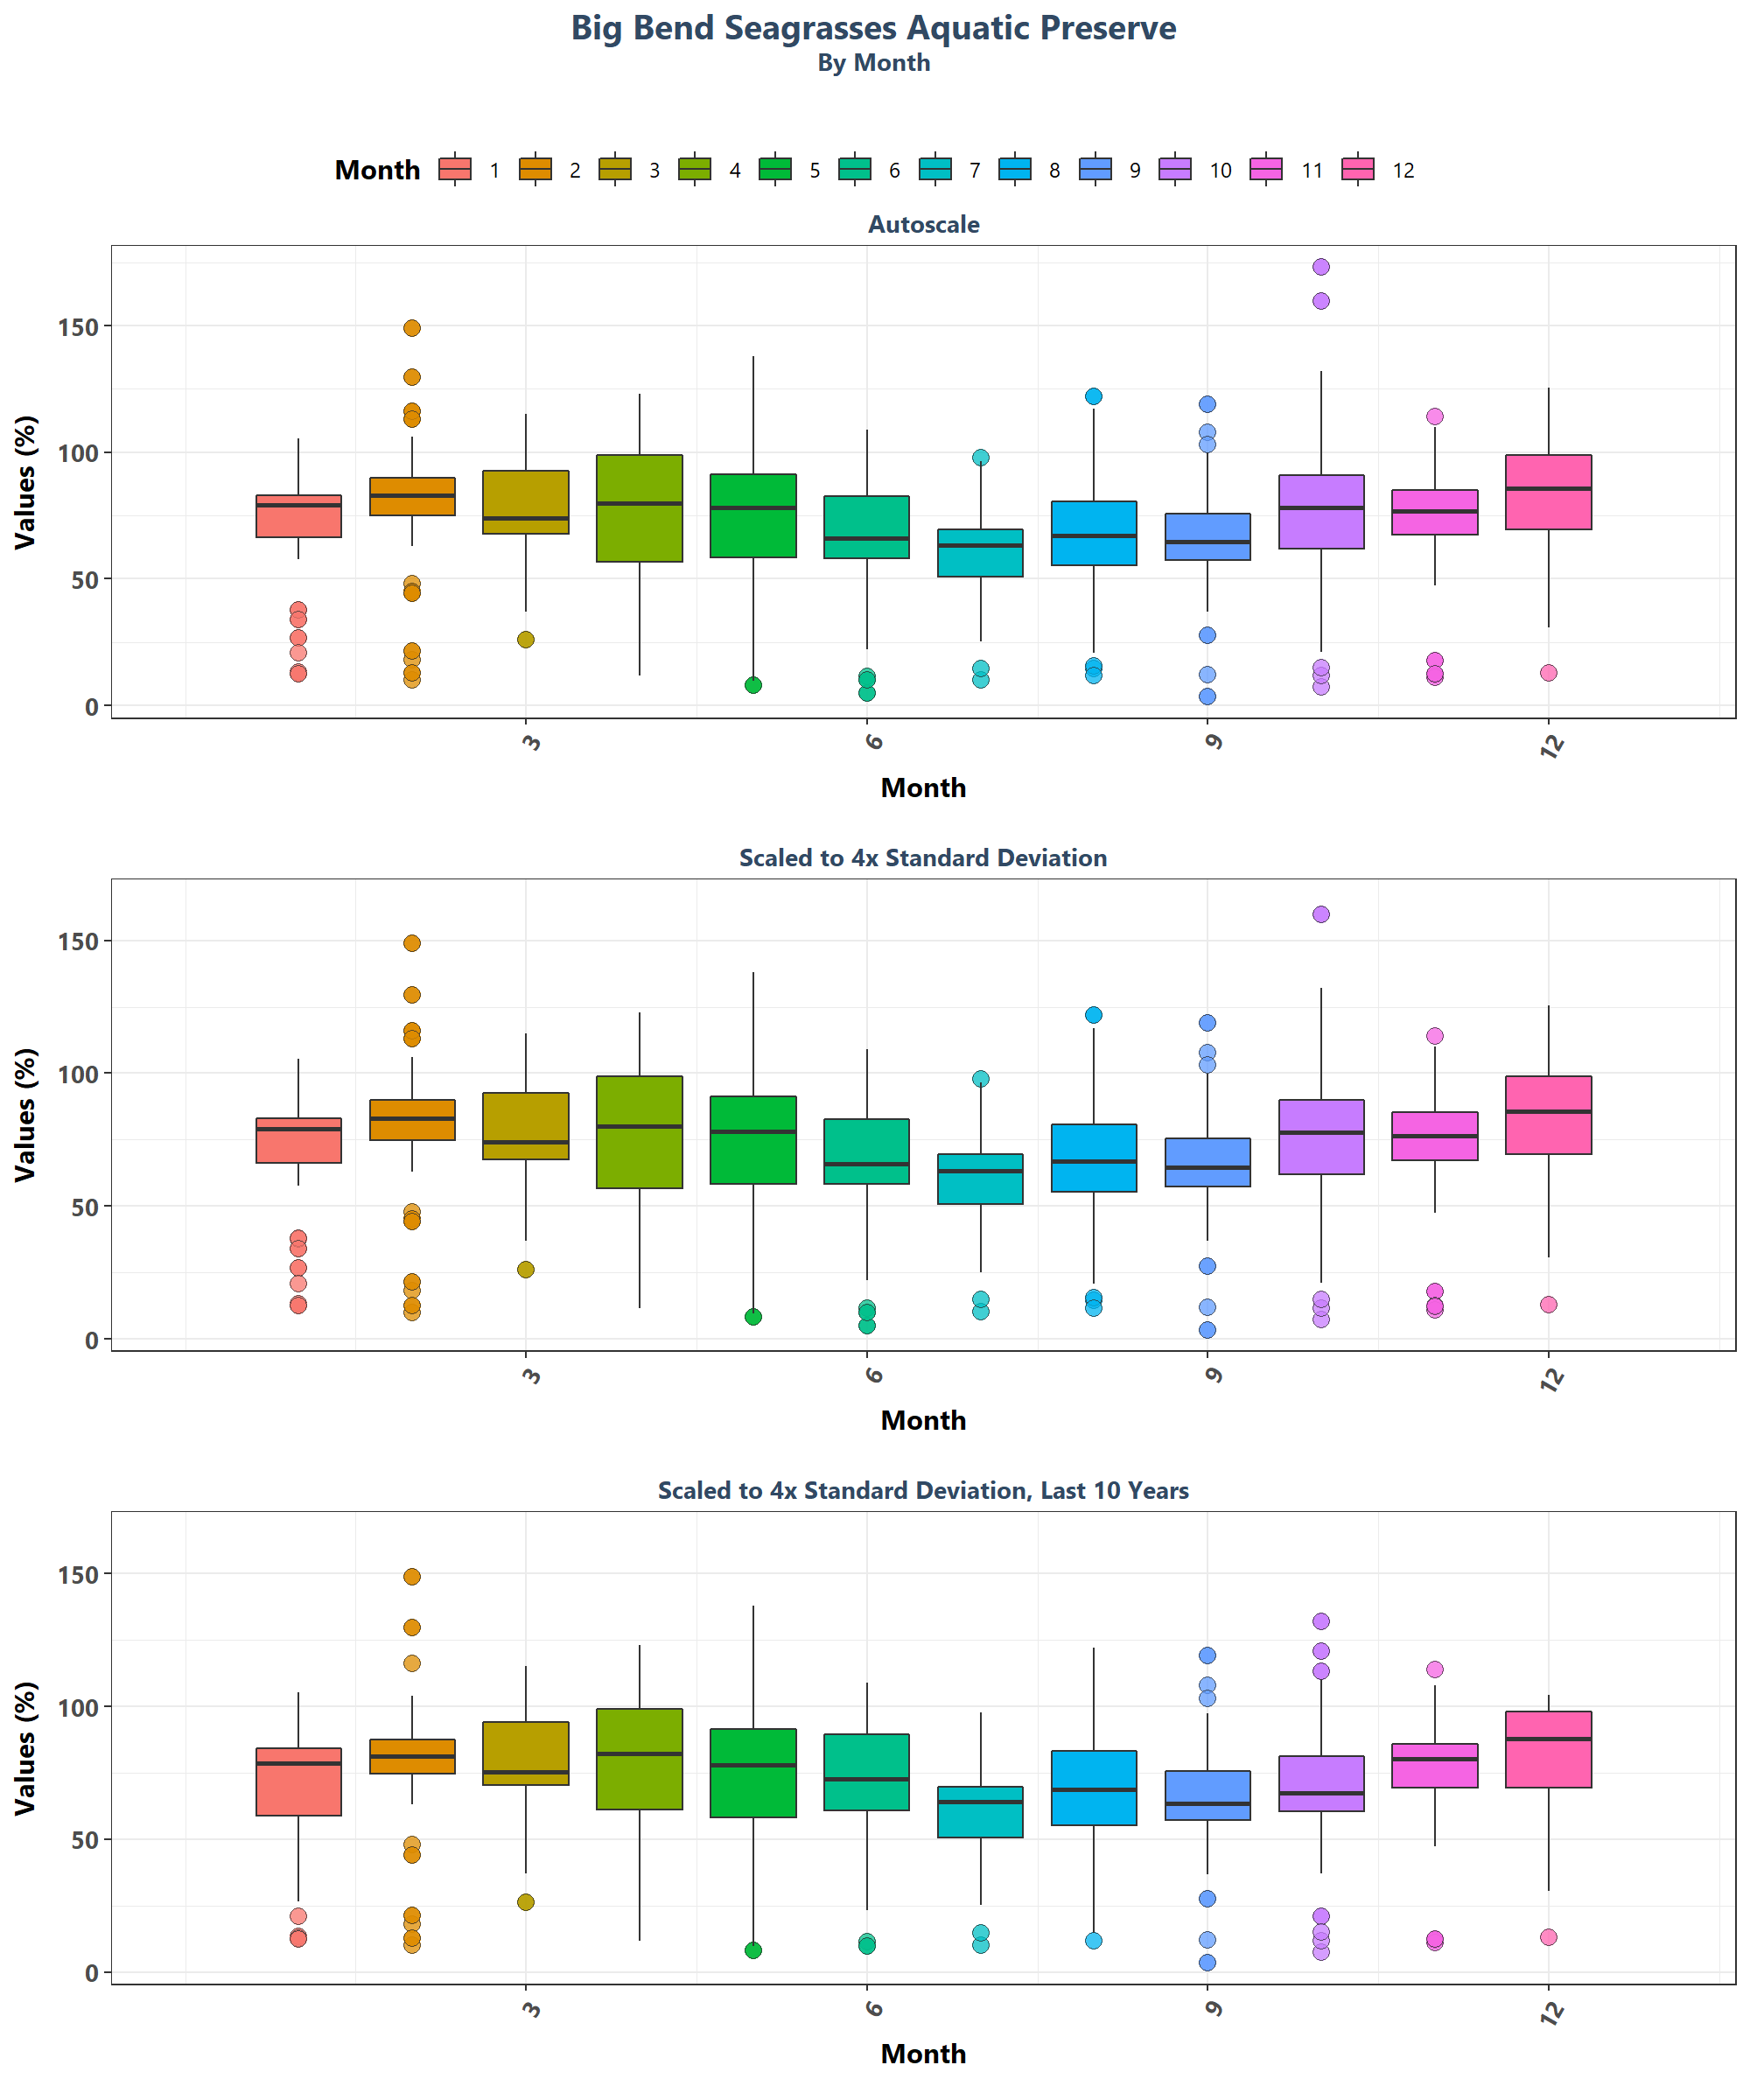 Big Bend Seagrasses Aquatic Preserve
By Month
Month 1 2 3 4 5 6 7 8 9 10 11 12
Autoscale
Values (%)
150
100
50
0
3 6 9 12
Month
Scaled to 4x Standard Deviation
Values (%)
150
100
50
0
3 6 9 12
Month
Scaled to 4x Standard Deviation, Last 10 Years
Values (%)
150
100
50
0
3 6 9 12
Month